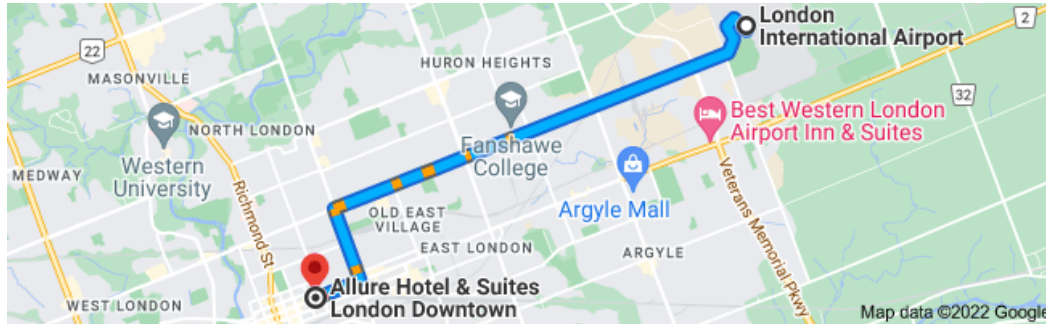 London
International Airport
2
22
HURON HEIGHTS
MASONVILLE
32
Best Western London
Airport Inn & Suites
NORTH LONDON
Fanshawe
College
Western
University
MEDWAY
Richmond St
Argyle Mall
OLD EAST
VILLAGE
EAST LONDON
ARGYLE
Veterans Memorial Pkwy
Allure Hotel & Suites
London Downtown
WEST LONDON
Map data ©2022 Google